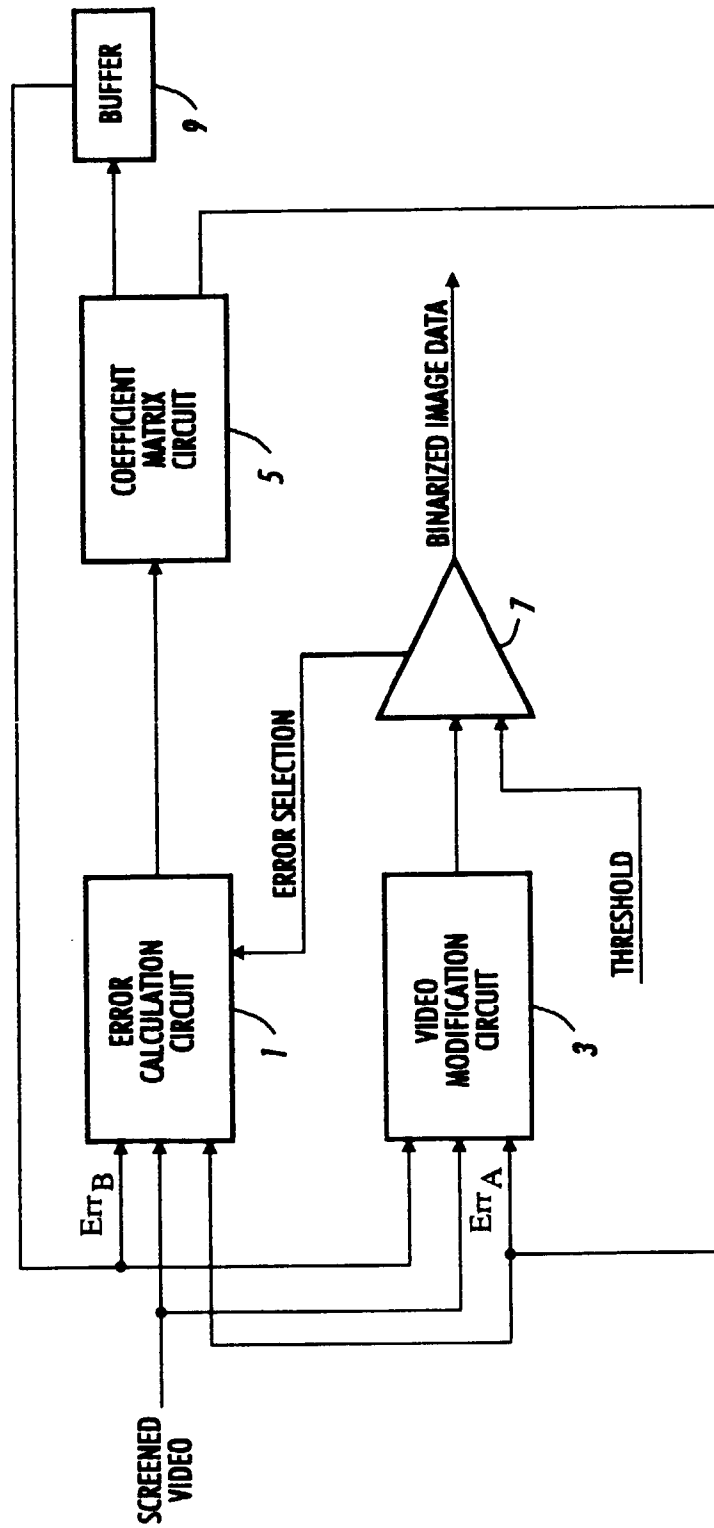 BUFFER
9
COEFFICIENT
MATRIX
CIRCUIT
5
BINARIZED IMAGE DATA
7
ERROR SELECTION
ERROR
CALCULATION
CIRCUIT
1
VIDEO
MODIFICATION
CIRCUIT
3
THRESHOLD
Err B
Err A
SCREENED
VIDEO